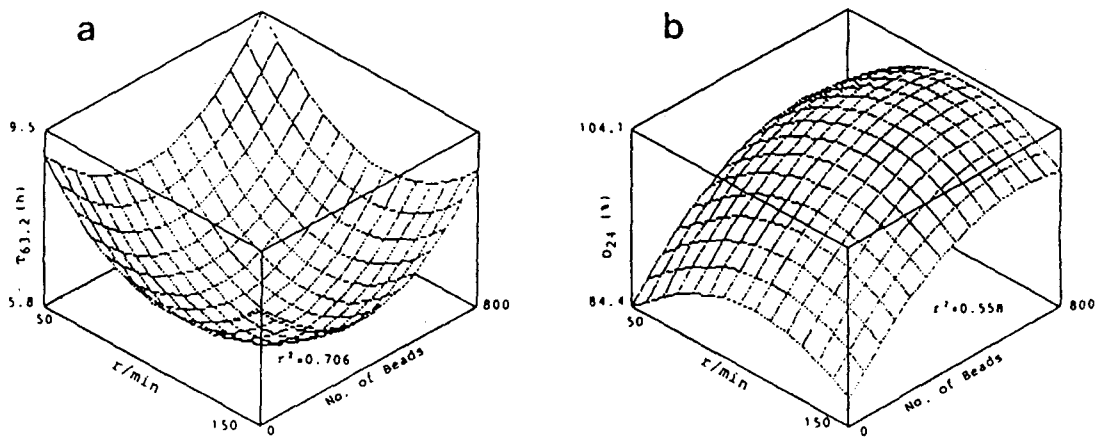 a
9.5
τ63.2 (h)
5.8
50
r/min
150
0
No. of Beads
800
r²=0.706
b
104.1
D24 (%)
84.4
50
r/min
150
0
No. of Beads
800
r²=0.558